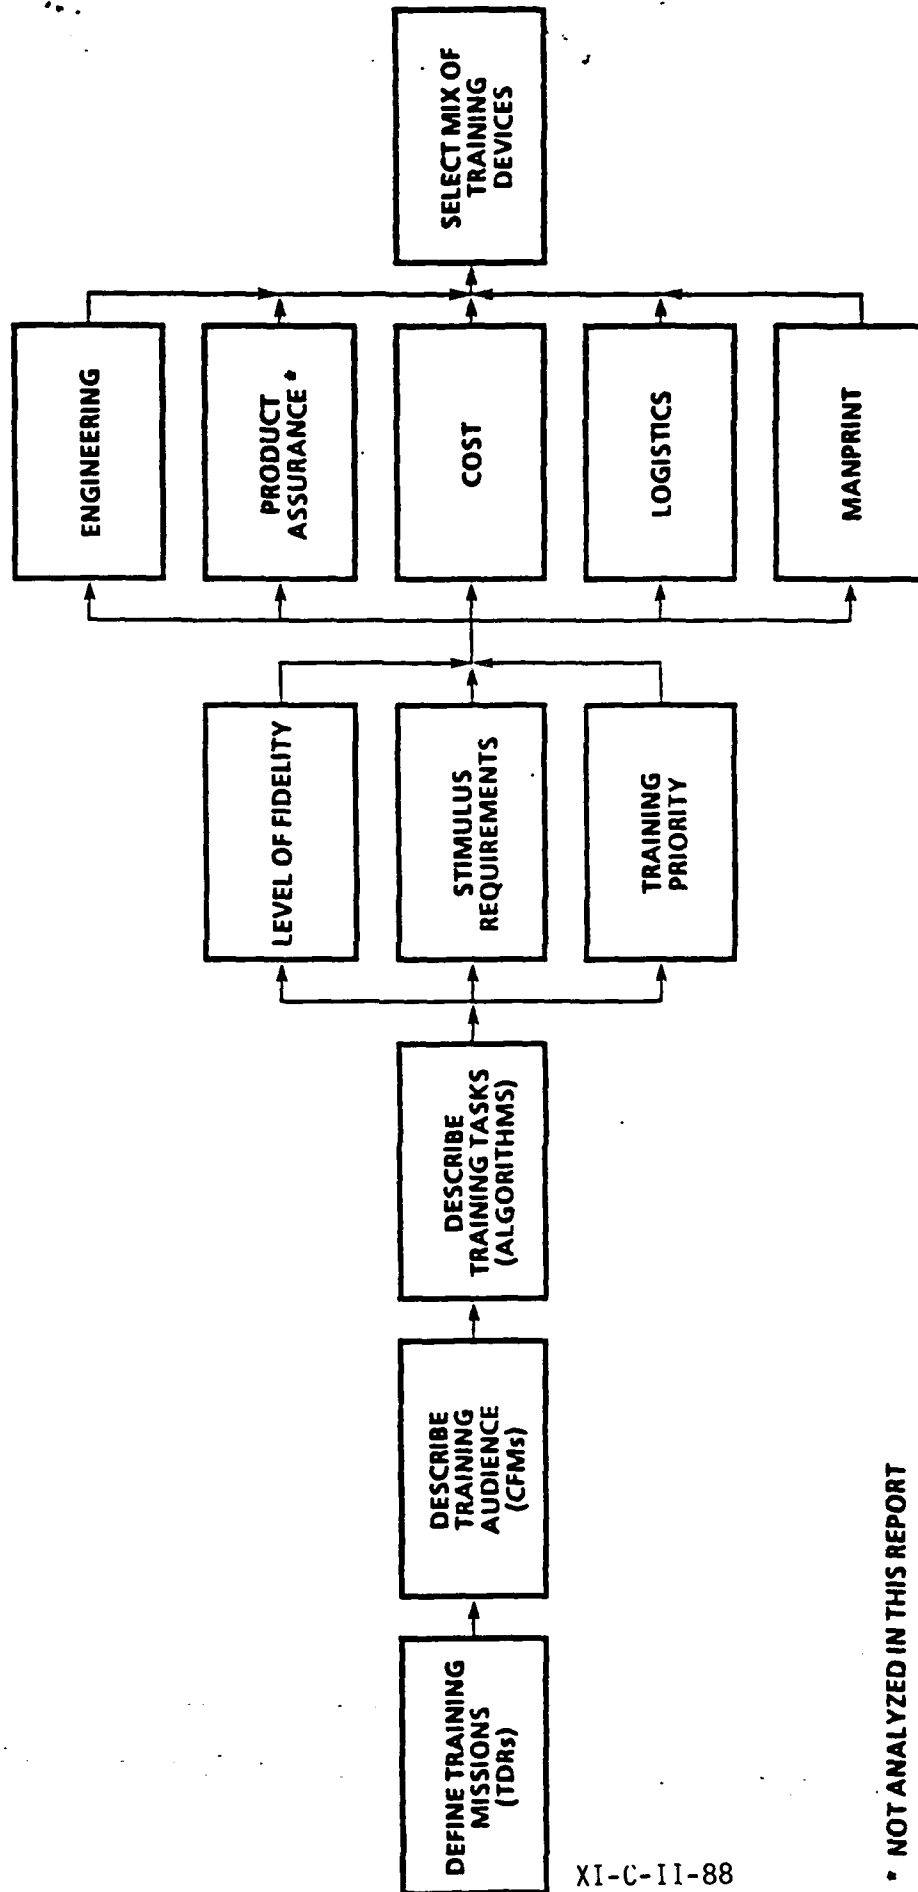 DEFINE TRAINING
MISSIONS
(TDRs)
DESCRIBE
TRAINING
AUDIENCE
(CFMs)
DESCRIBE
TRAINING TASKS
(ALGORITHMS)
LEVEL OF FIDELITY
STIMULUS
REQUIREMENTS
TRAINING
PRIORITY
ENGINEERING
PRODUCT
ASSURANCE *
COST
LOGISTICS
MANPRINT
SELECT MIX OF
TRAINING
DEVICES
* NOT ANALYZED IN THIS REPORT
XI-C-II-88